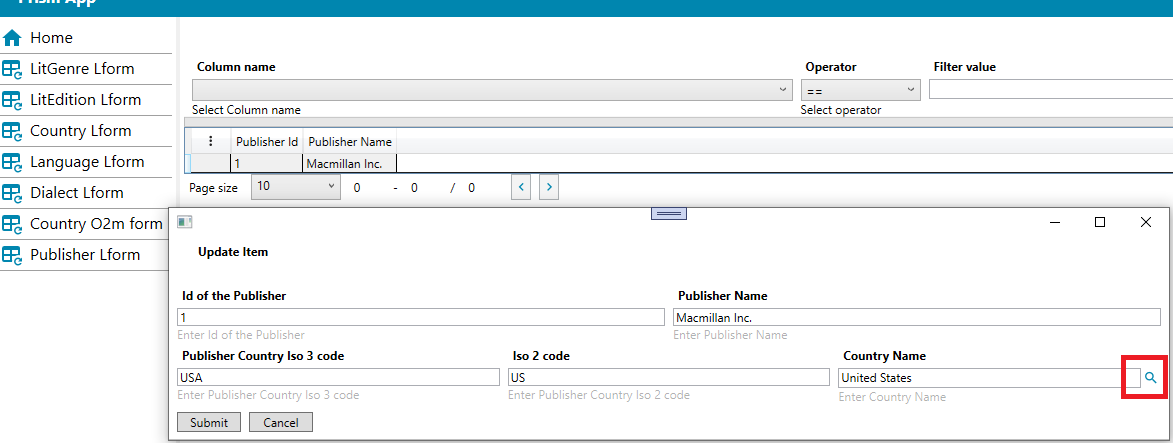 Prism App
Home
LitGenre Lform
LitEdition Lform
Country Lform
Language Lform
Dialect Lform
Country O2m form
Publisher Lform
Column name Operator Filter value
==
Select Column name Select operator
Publisher Id Publisher Name
1 Macmillan Inc.
Page size 10 0 - 0 / 0
Update Item
Id of the Publisher Publisher Name
1 Macmillan Inc.
Enter Id of the Publisher Enter Publisher Name
Publisher Country Iso 3 code Iso 2 code Country Name
USA US United States
Enter Publisher Country Iso 3 code Enter Publisher Country Iso 2 code Enter Country Name
Submit Cancel